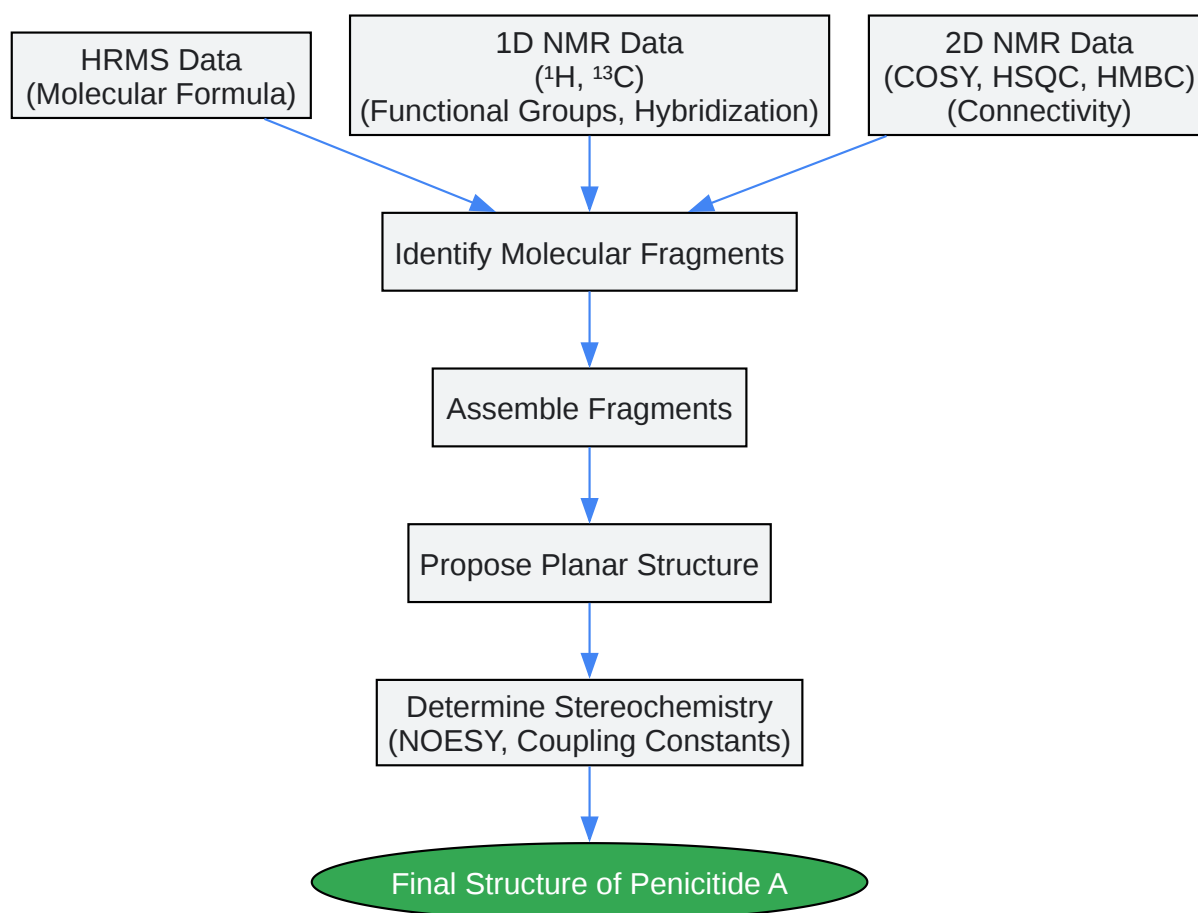 HRMS Data
(Molecular Formula)
1D NMR Data
(¹H, ¹³C)
(Functional Groups, Hybridization)
2D NMR Data
(COSY, HSQC, HMBC)
(Connectivity)
Identify Molecular Fragments
Assemble Fragments
Propose Planar Structure
Determine Stereochemistry
(NOESY, Coupling Constants)
Final Structure of Penicitide A